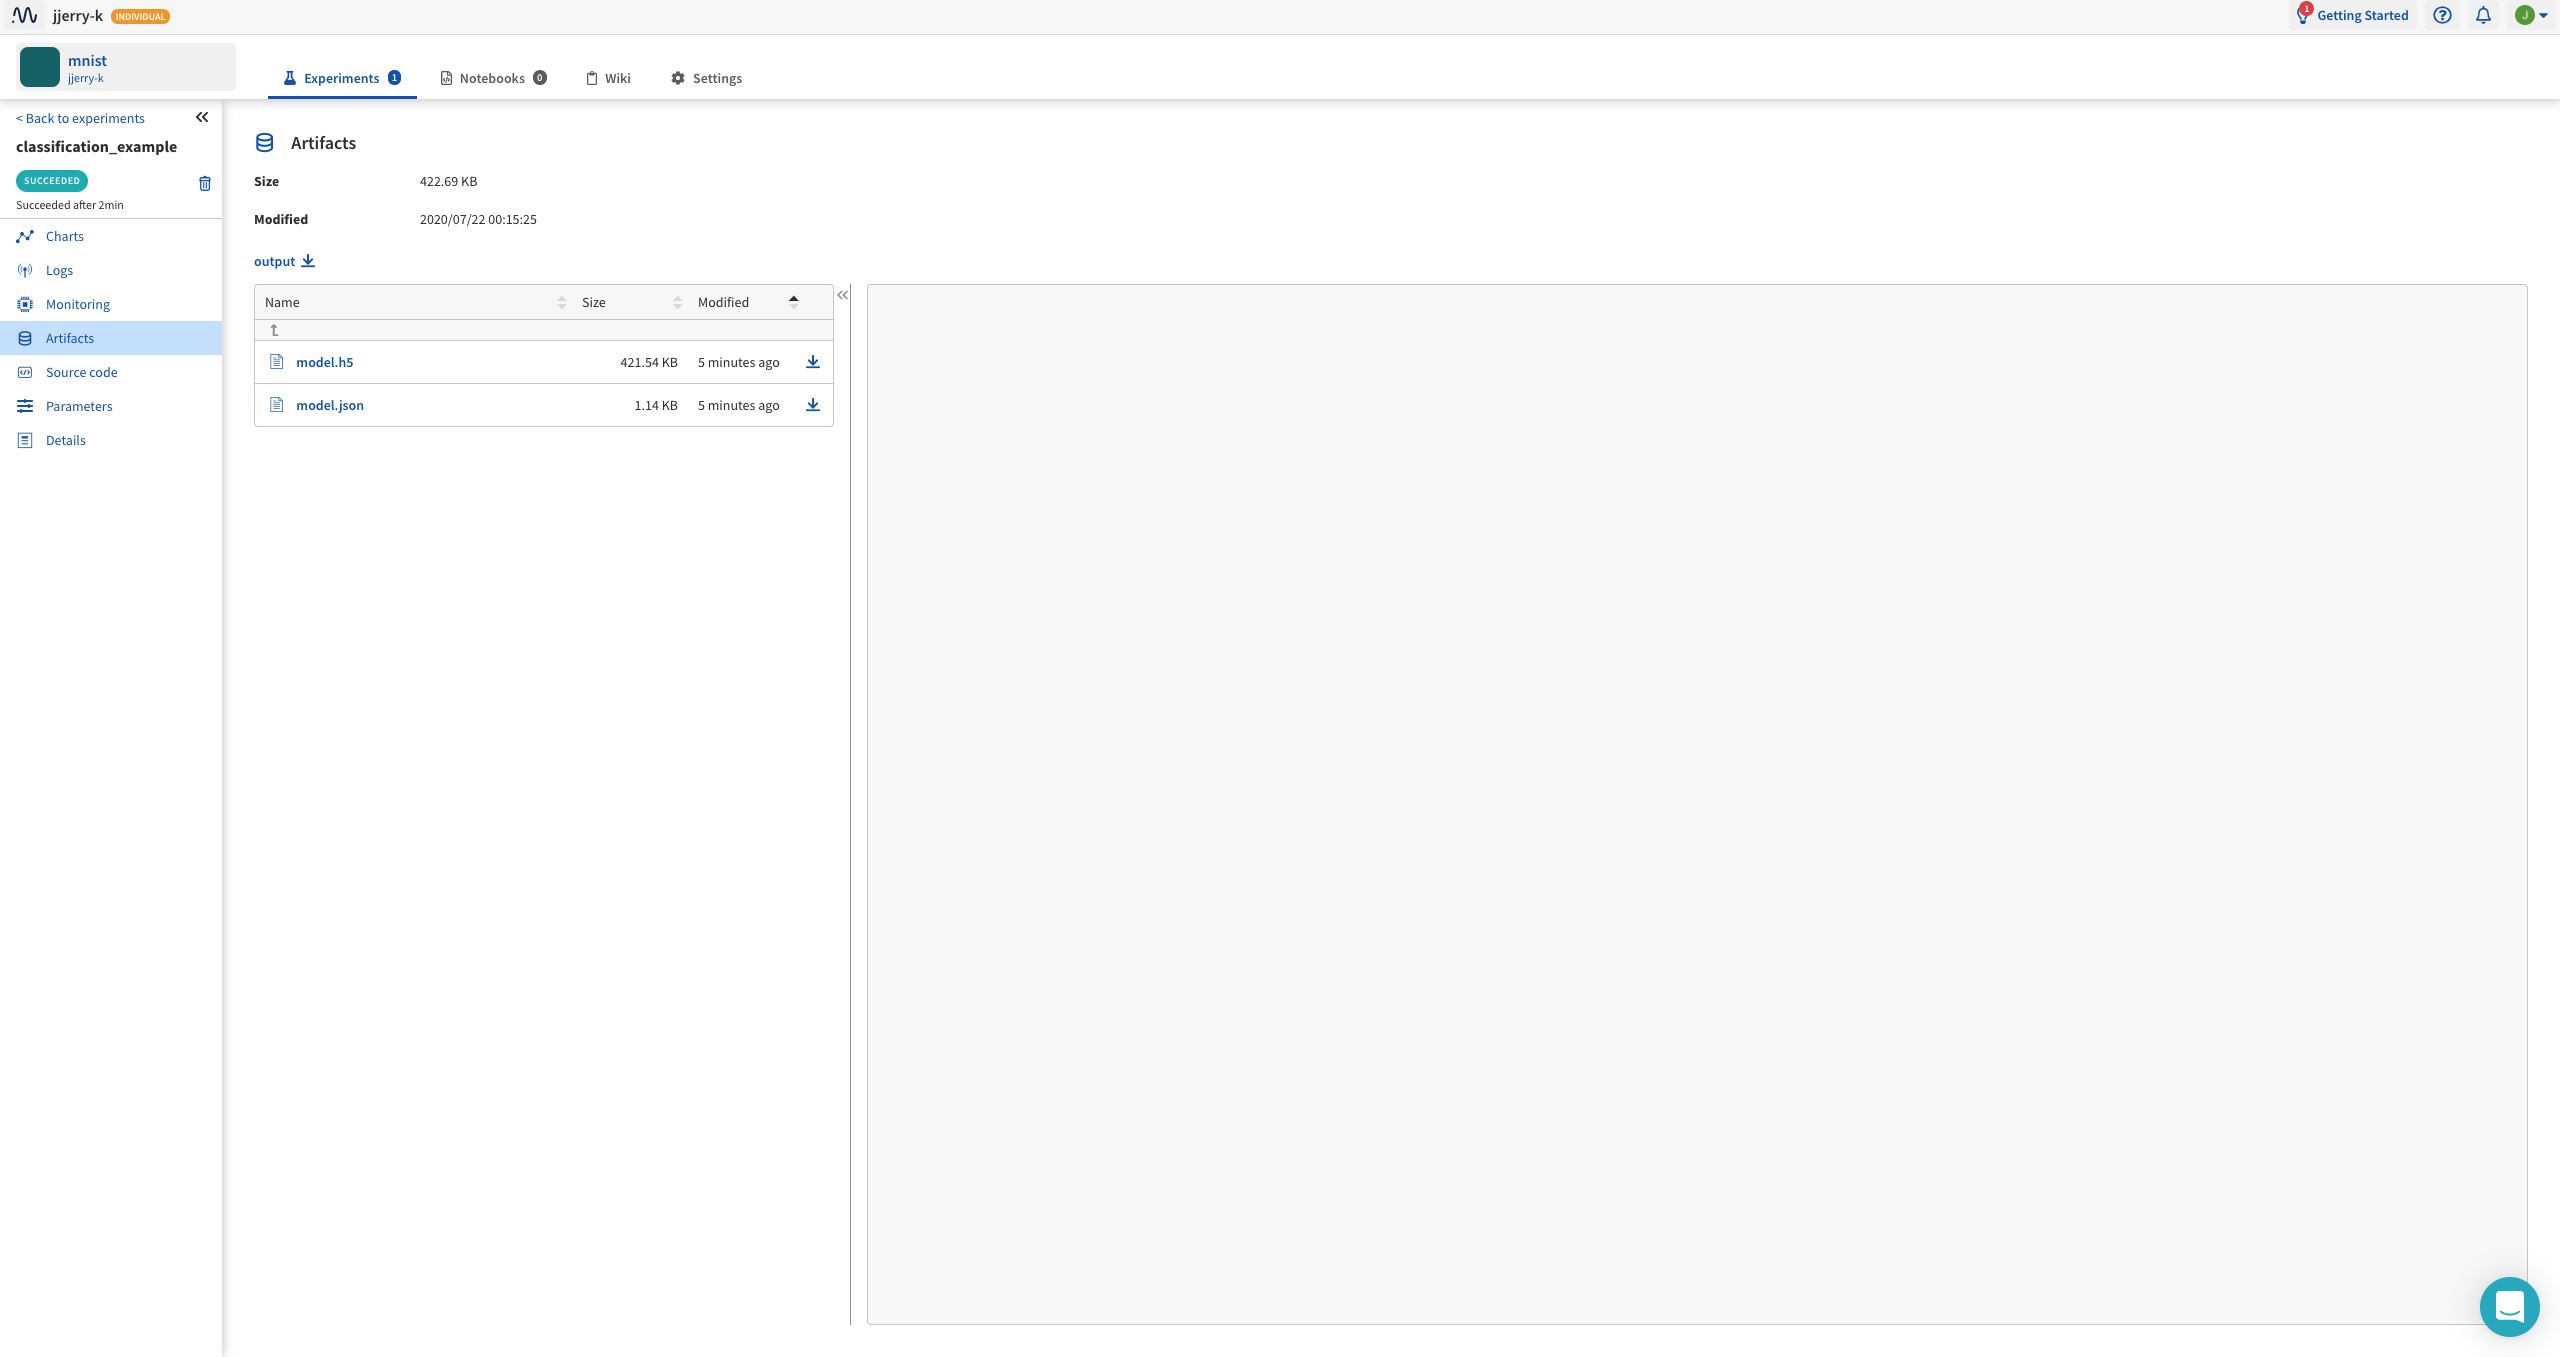 jjerry-k INDIVIDUAL
1 Getting Started J
mnist
jjerry-k
Experiments 1 Notebooks 0 Wiki Settings
< Back to experiments
classification_example
SUCCEEDED
Succeeded after 2min
Charts
Logs
Monitoring
Artifacts
Source code
Parameters
Details
Artifacts
Size 422.69 KB
Modified 2020/07/22 00:15:25
output
Name Size Modified
model.h5 421.54 KB 5 minutes ago
model.json 1.14 KB 5 minutes ago